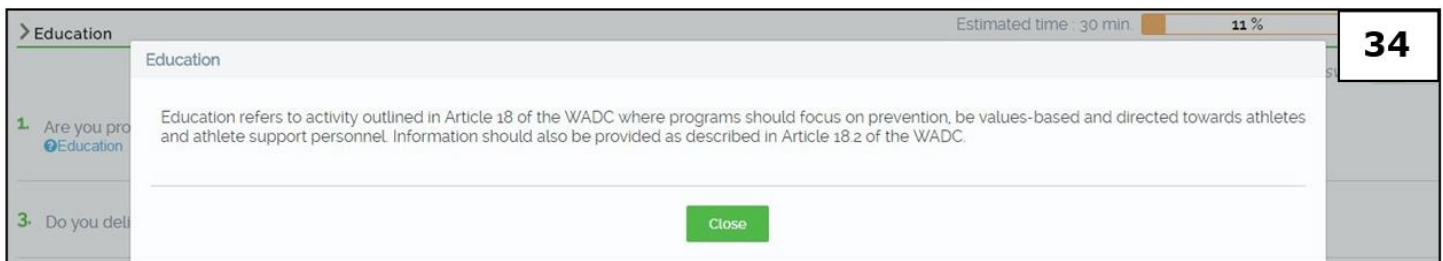 Education
Estimated time : 30 min.
11 %
34
Education
Education refers to activity outlined in Article 18 of the WADC where programs should focus on prevention, be values-based and directed towards athletes
and athlete support personnel. Information should also be provided as described in Article 18.2 of the WADC.
1. Are you pro
Education
3. Do you deli
Close